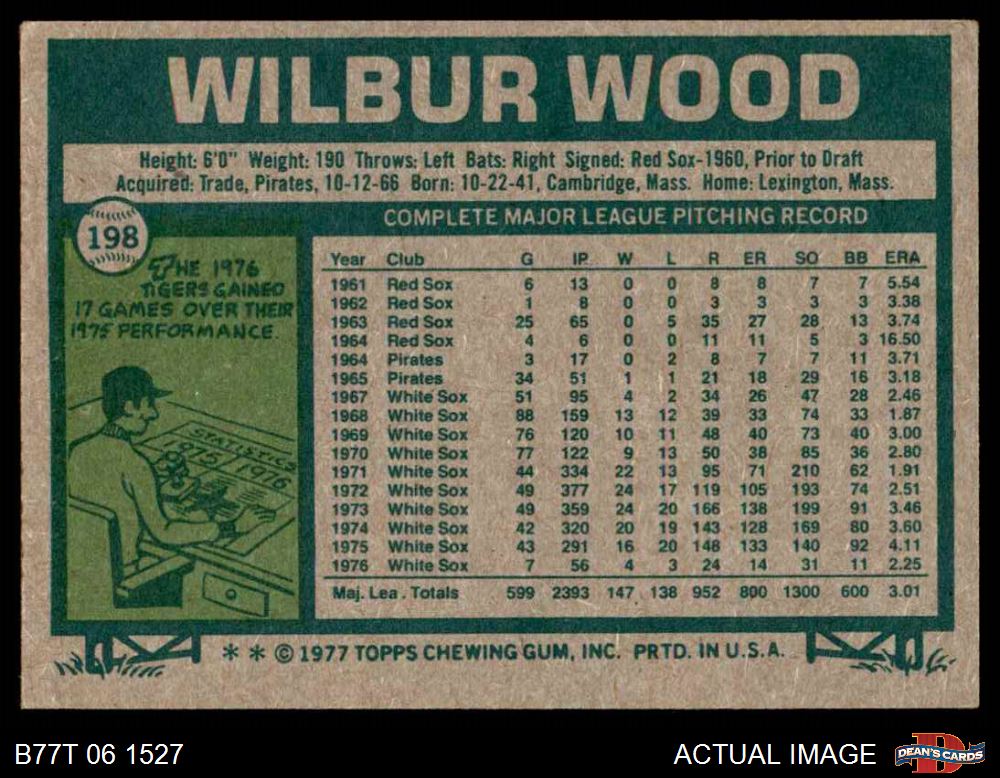 WILBUR WOOD
Height: 6'0" Weight: 190 Throws: Left Bats: Right Signed: Red Sox-1960, Prior to Draft
Acquired: Trade, Pirates, 10-12-66 Born: 10-22-41, Cambridge, Mass. Home: Lexington, Mass.
198
THE 1976
TIGERS GAINED
17 GAMES OVER THEIR
1975 PERFORMANCE.
STATISTICS
1975 1976
COMPLETE MAJOR LEAGUE PITCHING RECORD
Year Club G IP W L R ER SO BB ERA
1961 Red Sox 6 13 0 0 8 8 7 7 5.54
1962 Red Sox 1 8 0 0 3 3 3 3 3.38
1963 Red Sox 25 65 0 5 35 27 28 13 3.74
1964 Red Sox 4 6 0 0 11 11 5 3 16.50
1964 Pirates 3 17 0 2 8 7 7 11 3.71
1965 Pirates 34 51 1 1 21 18 29 16 3.18
1967 White Sox 51 95 4 2 34 26 47 28 2.46
1968 White Sox 88 159 13 12 39 33 74 33 1.87
1969 White Sox 76 120 10 11 48 40 73 40 3.00
1970 White Sox 77 122 9 13 50 38 85 36 2.80
1971 White Sox 44 334 22 13 95 71 210 62 1.91
1972 White Sox 49 377 24 17 119 105 193 74 2.51
1973 White Sox 49 359 24 20 166 138 199 91 3.46
1974 White Sox 42 320 20 19 143 128 169 80 3.60
1975 White Sox 43 291 16 20 148 133 140 92 4.11
1976 White Sox 7 56 4 3 24 14 31 11 2.25
Maj. Lea. Totals 599 2393 147 138 952 800 1300 600 3.01
* * © 1977 TOPPS CHEWING GUM, INC. PRTD. IN U.S.A.
B77T 06 1527
ACTUAL IMAGE
DEAN'S CARDS